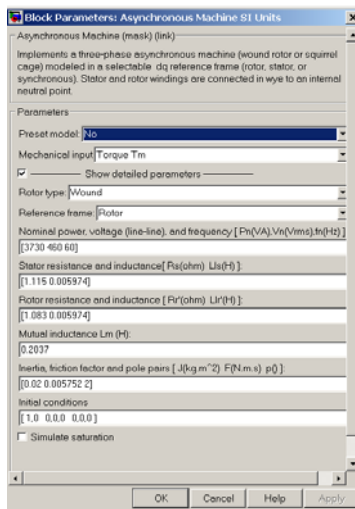 Block Parameters: Asynchronous Machine SI Units
Asynchronous Machine (mask) (link)
Implements a three-phase asynchronous machine (wound rotor or squirrel
cage) modeled in a selectable dq reference frame (rotor, stator, or
synchronous). Stator and rotor windings are connected in wye to an internal
neutral point.
Parameters
Preset model: No
Mechanical input Torque Tm
Show detailed parameters
Rotor type: Wound
Reference frame: Rotor
Nominal power, voltage (line-line), and frequency [ Pn(VA),Vn(Vrms),fn(Hz) ]
[3730 460 60]
Stator resistance and inductance[ Rs(ohm) Lls(H) ]:
[1.115 0.005974]
Rotor resistance and inductance [ Rr'(ohm) Llr'(H) ]:
[1.083 0.005974]
Mutual inductance Lm (H):
0.2037
Inertia, friction factor and pole pairs [ J(kg.m^2) F(N.m.s) p() ]:
[0.02 0.005752 2]
Initial conditions
[ 1,0 0,0,0 0,0,0 ]
Simulate saturation
OK Cancel Help Apply